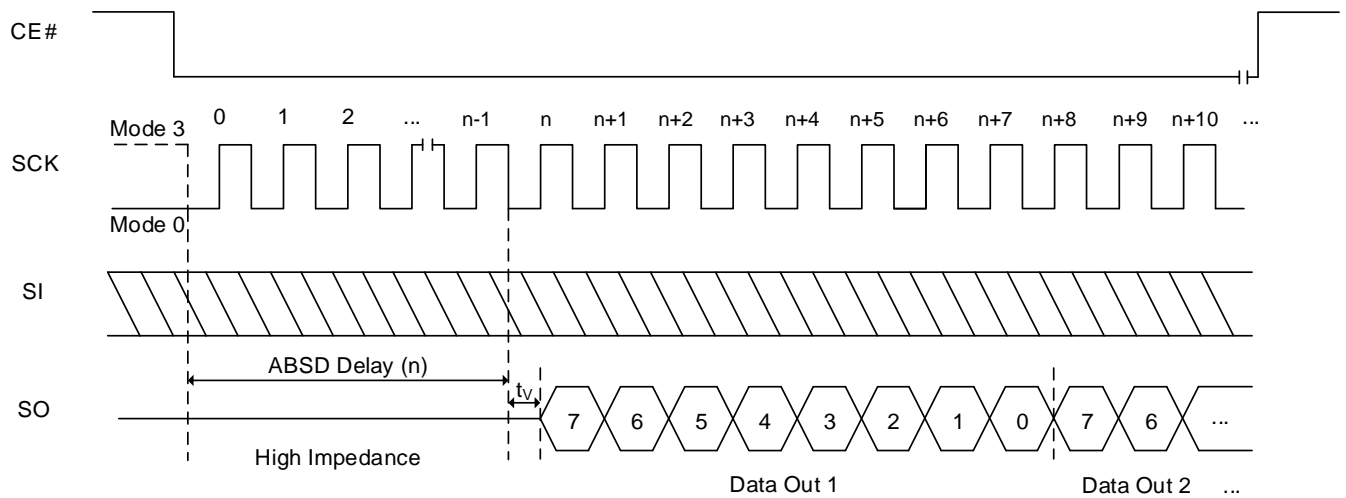 CE#
0 1 2 ... n-1 n n+1 n+2 n+3 n+4 n+5 n+6 n+7 n+8 n+9 n+10 ...
Mode 3
SCK
Mode 0
SI
ABSD Delay (n)
tV
SO
7 6 5 4 3 2 1 0 7 6 ...
High Impedance
Data Out 1 Data Out 2 ...